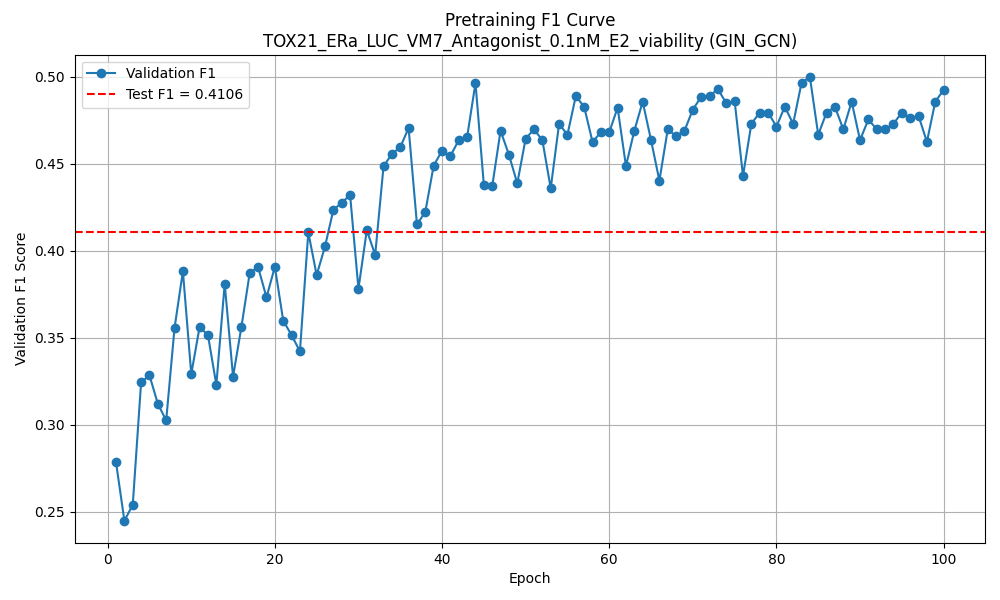 Pretraining F1 Curve
TOX21_ERa_LUC_VM7_Antagonist_0.1nM_E2_viability (GIN_GCN)
Validation F1
Test F1 = 0.4106
Validation F1 Score
0.50
0.45
0.40
0.35
0.30
0.25
0
20
40
60
80
100
Epoch